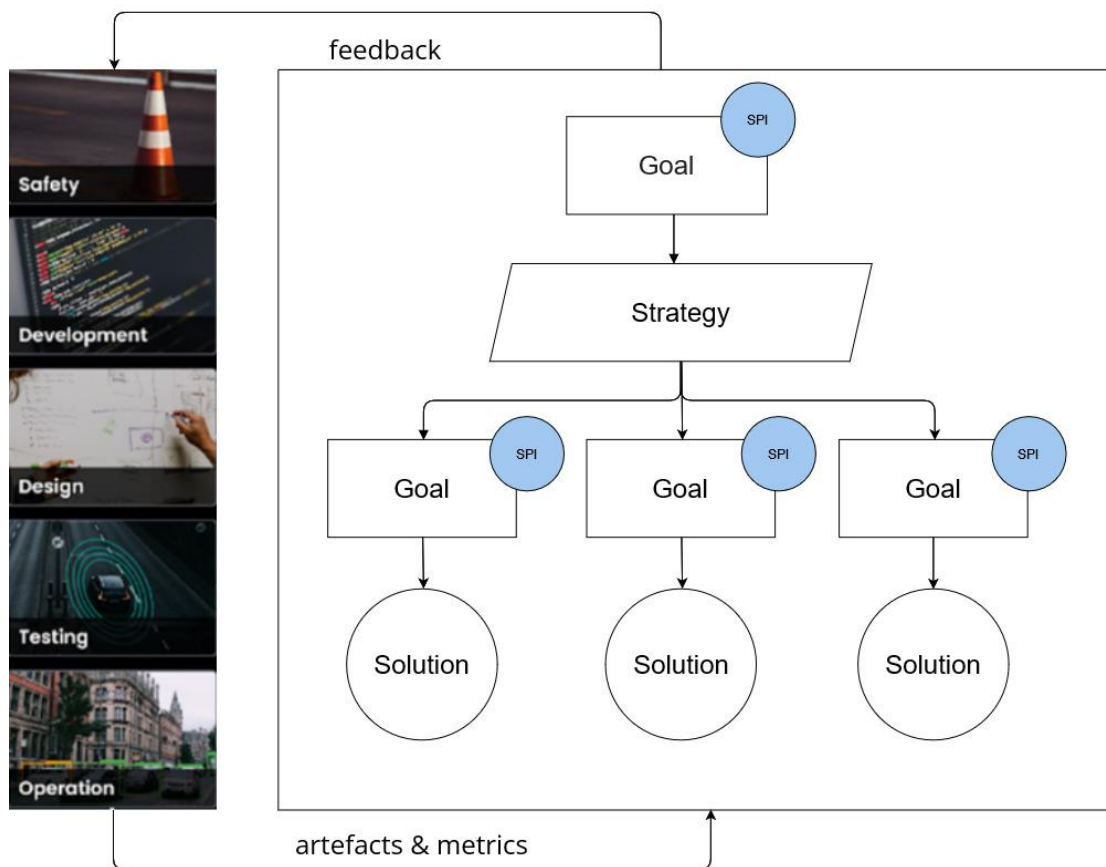 feedback
Safety
Development
Design
Testing
Operation
SPI
Goal
Strategy
SPI
Goal
SPI
Goal
SPI
Goal
Solution
Solution
Solution
artefacts & metrics